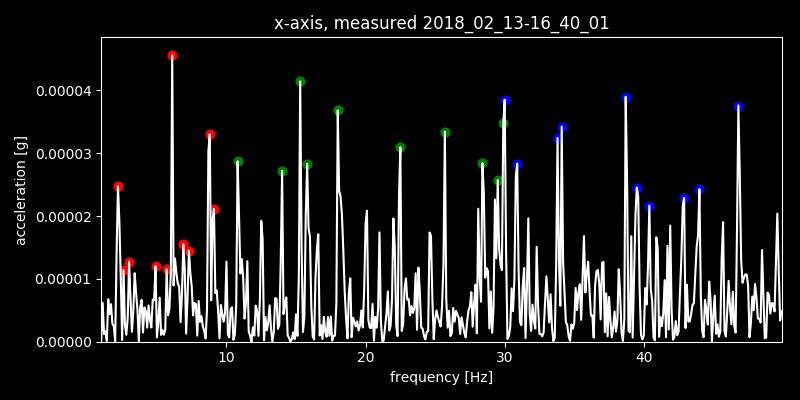 x-axis, measured 2018_02_13-16_40_01
acceleration [g]
0.00004
0.00003
0.00002
0.00001
0.00000
10 20 30 40
frequency [Hz]